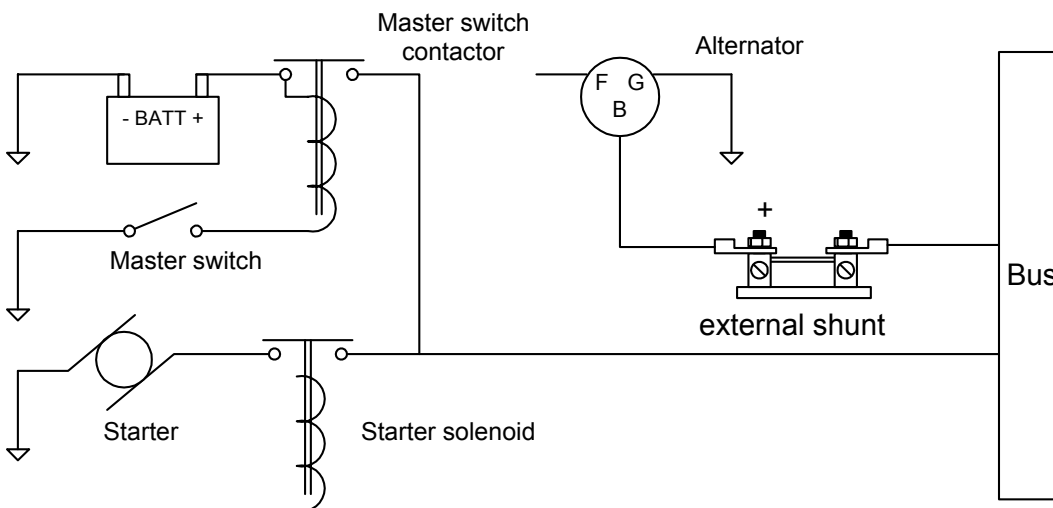 Master switch
contactor
Alternator
F G
B
- BATT +
+
Master switch
Bus
external shunt
Starter
Starter solenoid